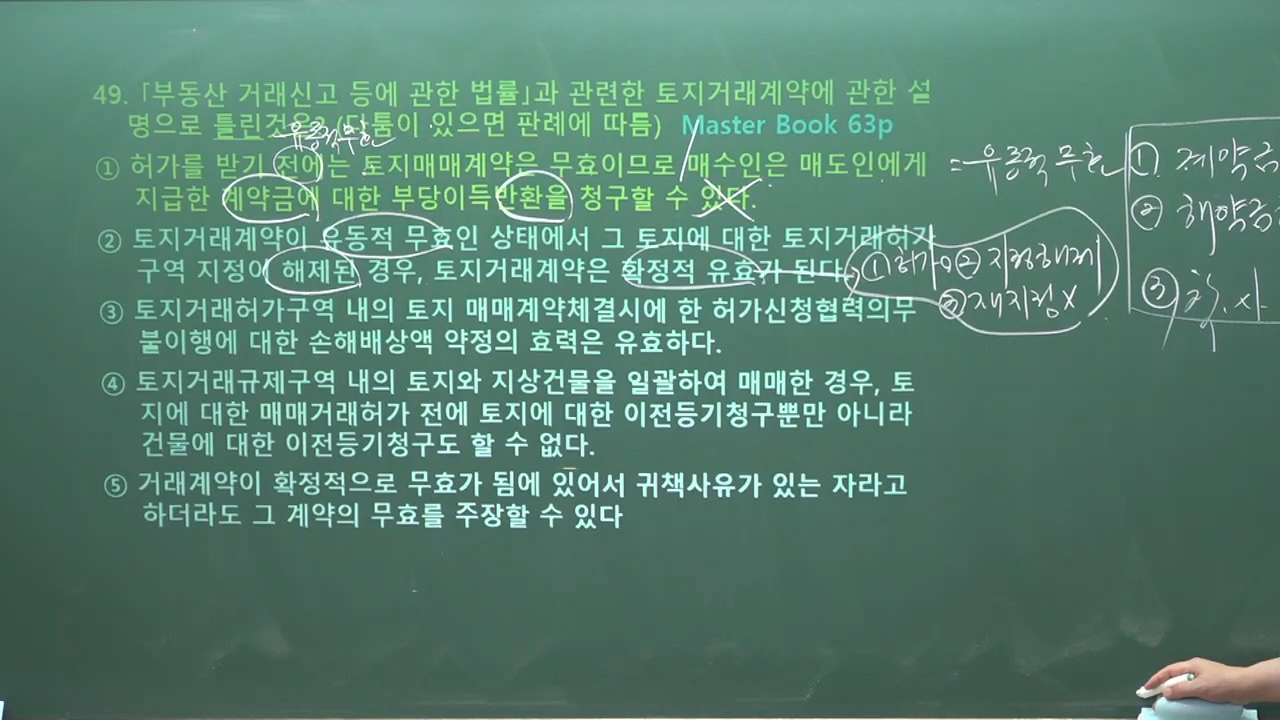 49. 「부동산 거래신고 등에 관한 법률」과 관련한 토지거래계약에 관한 설
명으로 틀린것은? (다툼이 있으면 판례에 따름) Master Book 63p
유동적무효
① 허가를 받기 전에는 토지매매계약은 무효이므로 매수인은 매도인에게
지급한 계약금에 대한 부당이득반환을 청구할 수 있다.
= 유동적 무효
② 토지거래계약이 유동적 무효인 상태에서 그 토지에 대한 토지거래허가
구역 지정이 해제된 경우, 토지거래계약은 확정적 유효가 된다.
① 허가 ② 지정해제
③ 재지정X
③ 토지거래허가구역 내의 토지 매매계약체결시에 한 허가신청협력의무
불이행에 대한 손해배상액 약정의 효력은 유효하다.
④ 토지거래규제구역 내의 토지와 지상건물을 일괄하여 매매한 경우, 토
지에 대한 매매거래허가 전에 토지에 대한 이전등기청구뿐만 아니라
건물에 대한 이전등기청구도 할 수 없다.
⑤ 거래계약이 확정적으로 무효가 됨에 있어서 귀책사유가 있는 자라고
하더라도 그 계약의 무효를 주장할 수 있다
① 계약금
② 해약금
③ 허.사